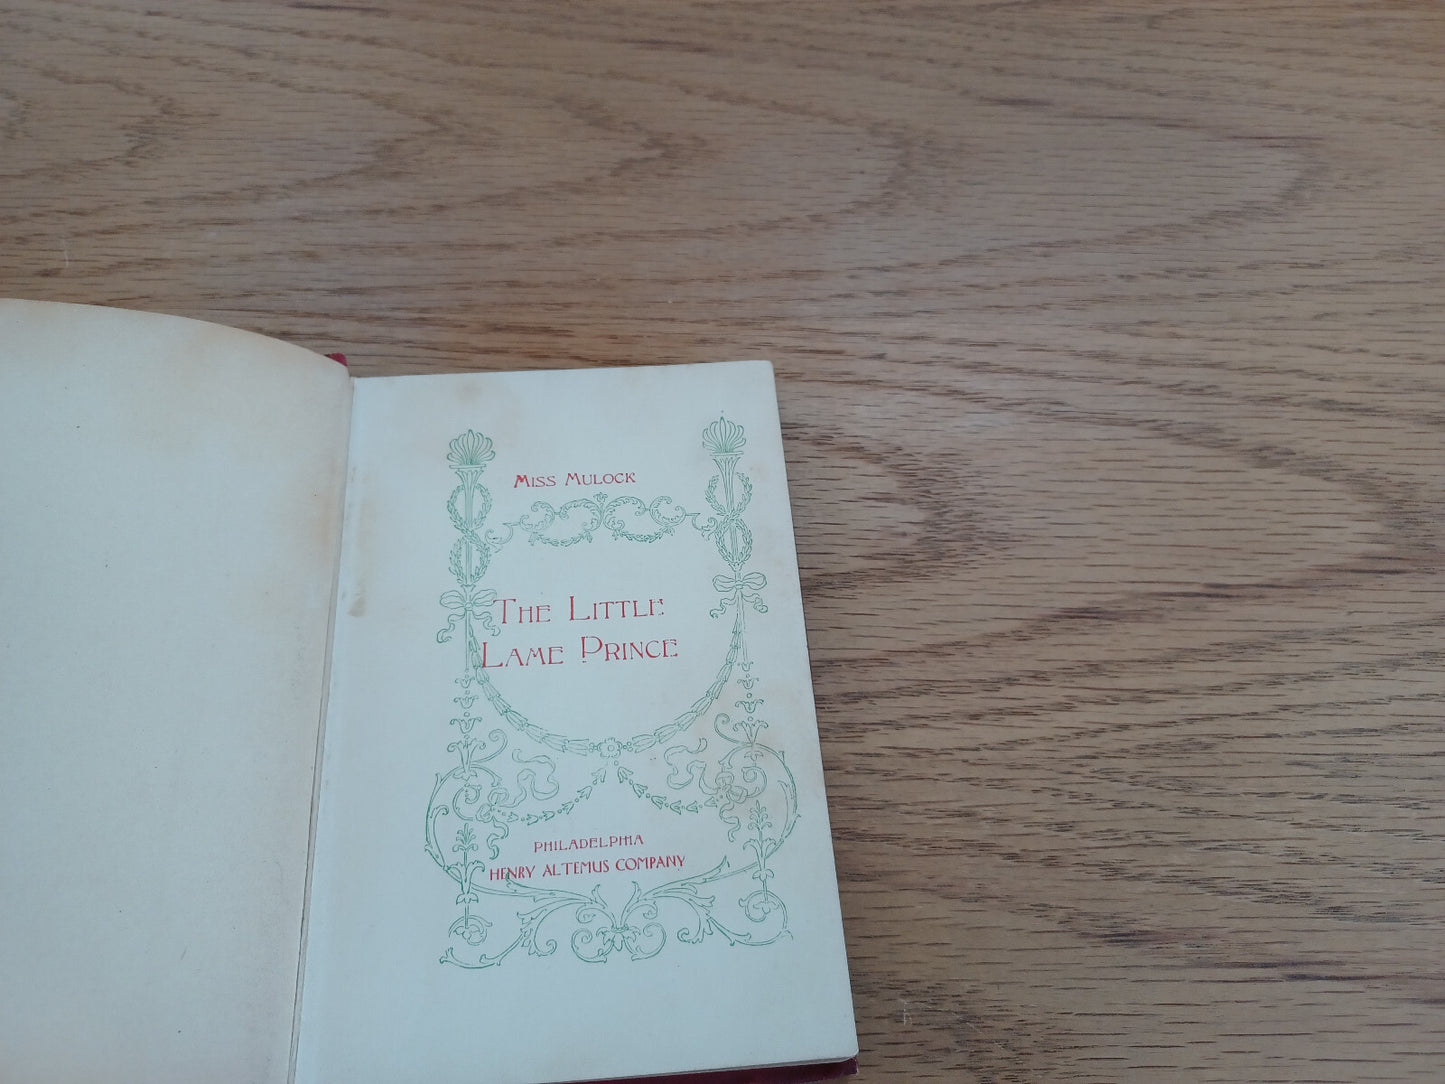 Miss Mulock
The Little
Lame Prince
Philadelphia
Henry Altemus Company